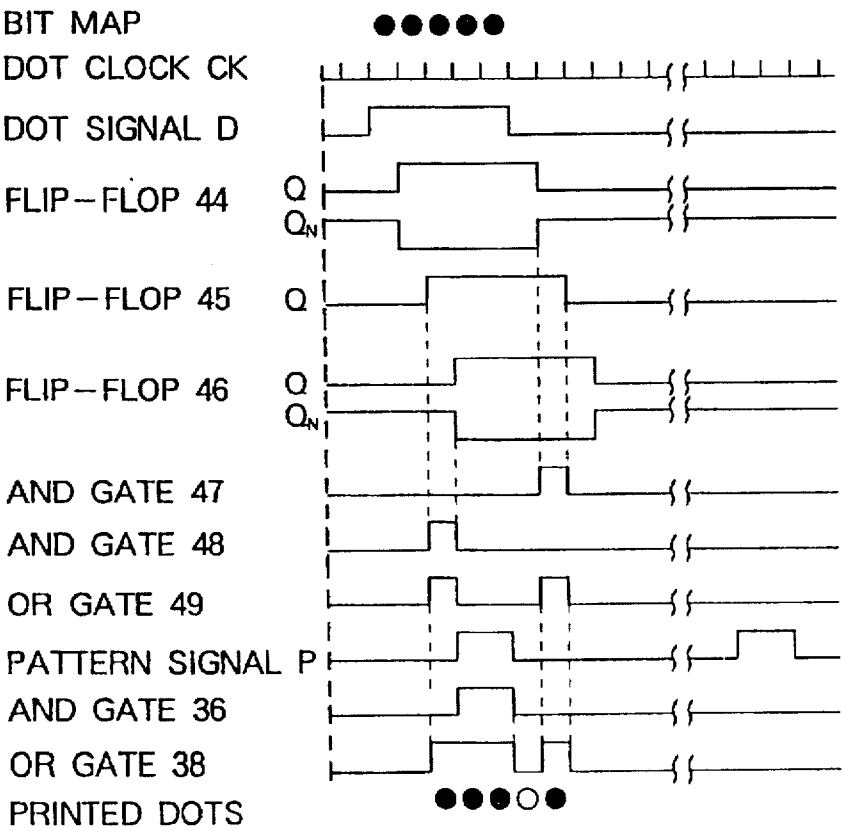 BIT MAP
DOT CLOCK CK
DOT SIGNAL D
FLIP-FLOP 44 Q
QN
FLIP-FLOP 45 Q
FLIP-FLOP 46 Q
QN
AND GATE 47
AND GATE 48
OR GATE 49
PATTERN SIGNAL P
AND GATE 36
OR GATE 38
PRINTED DOTS